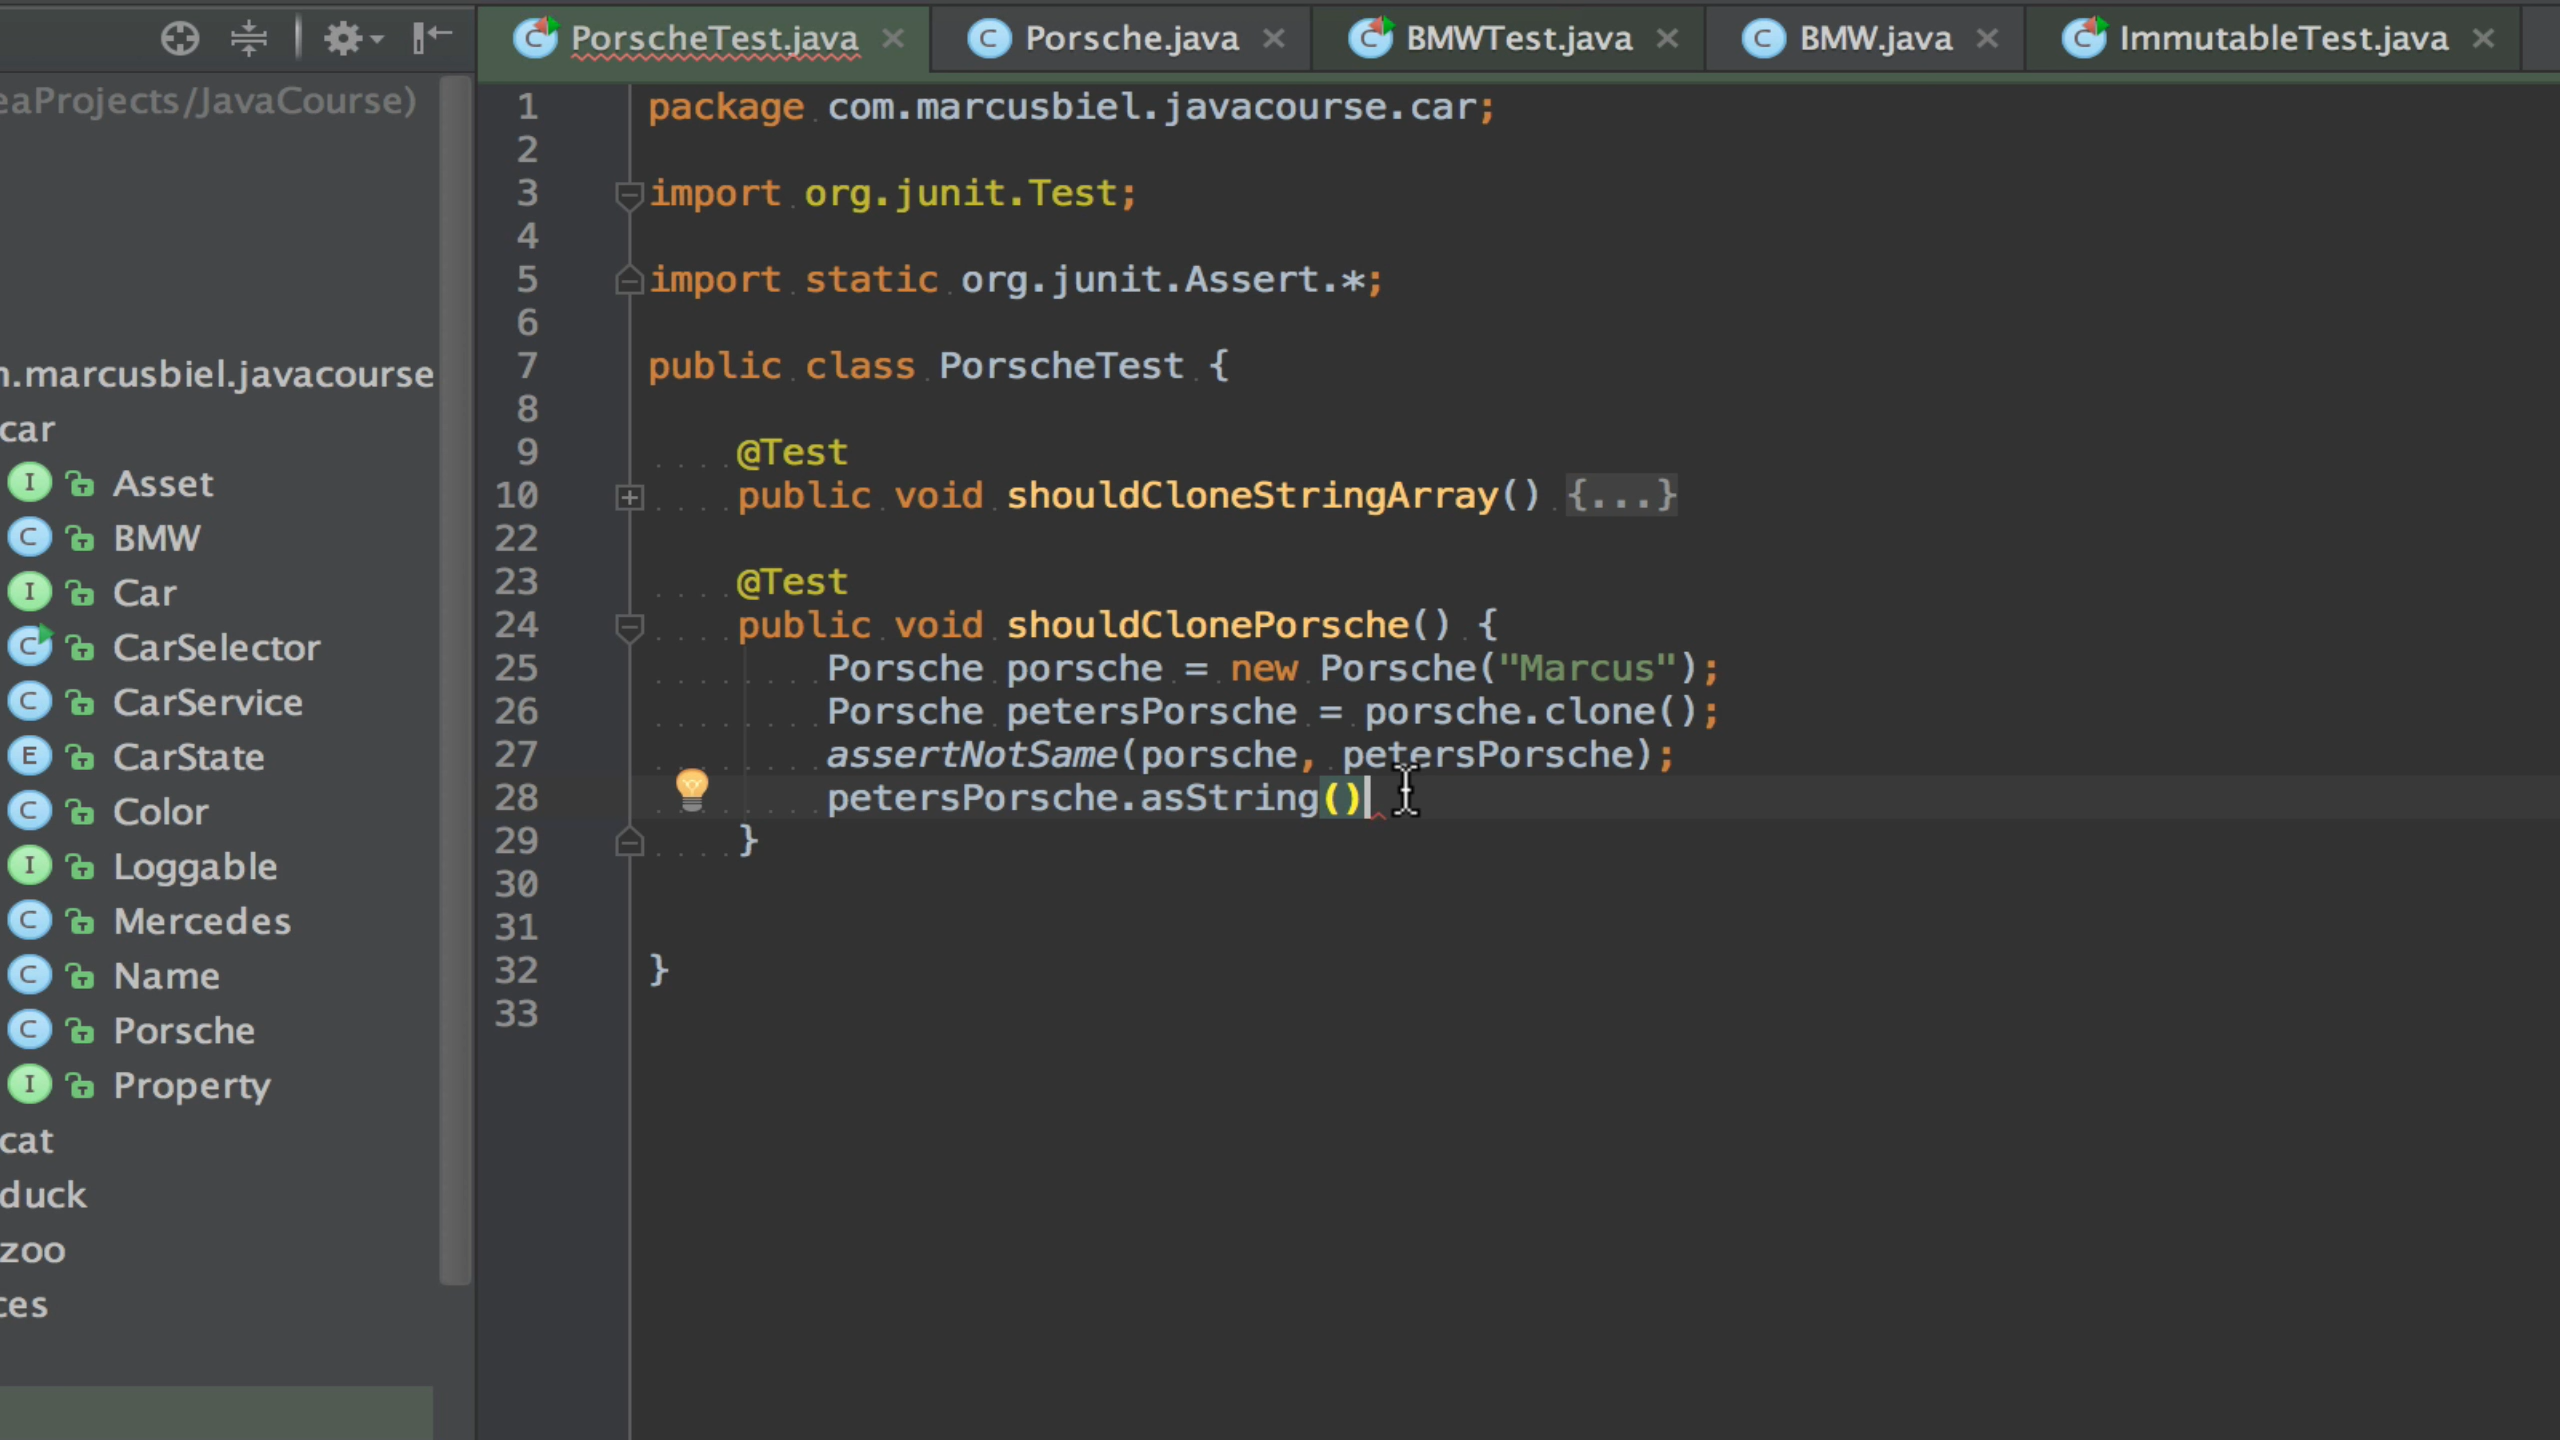 PorscheTest.java
Porsche.java
BMWTest.java
BMW.java
ImmutableTest.java
eaProjects/JavaCourse)
.marcusbiel.javacourse
car
I Asset
C BMW
I Car
C CarSelector
C CarService
E CarState
C Color
I Loggable
C Mercedes
C Name
C Porsche
I Property
cat
duck
zoo
ces
1 package com.marcusbiel.javacourse.car;
2
3 import org.junit.Test;
4
5 import static org.junit.Assert.*;
6
7 public class PorscheTest {
8
9 @Test
10 public void shouldCloneStringArray() {...}
22
23 @Test
24 public void shouldClonePorsche() {
25 Porsche porsche = new Porsche("Marcus");
26 Porsche petersPorsche = porsche.clone();
27 assertNotSame(porsche, petersPorsche);
28 petersPorsche.asString()
29 }
30
31
32 }
33